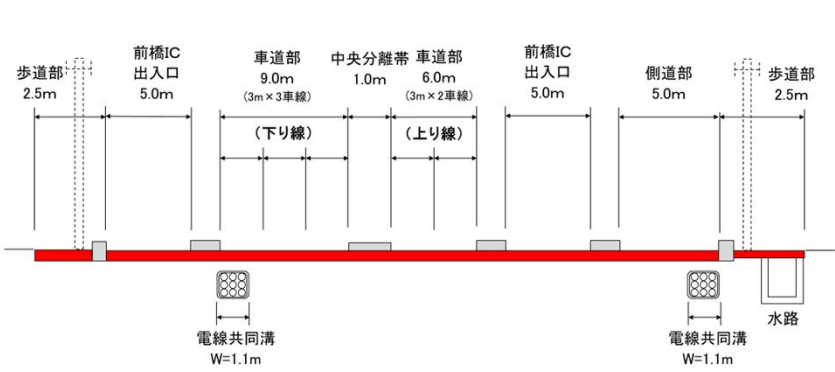 歩道部
2.5m
前橋IC
出入口
5.0m
車道部
9.0m
(3m×3車線)
(下り線)
中央分離帯
1.0m
車道部
6.0m
(3m×2車線)
(上り線)
前橋IC
出入口
5.0m
側道部
5.0m
歩道部
2.5m
電線共同溝
W=1.1m
電線共同溝
W=1.1m
水路